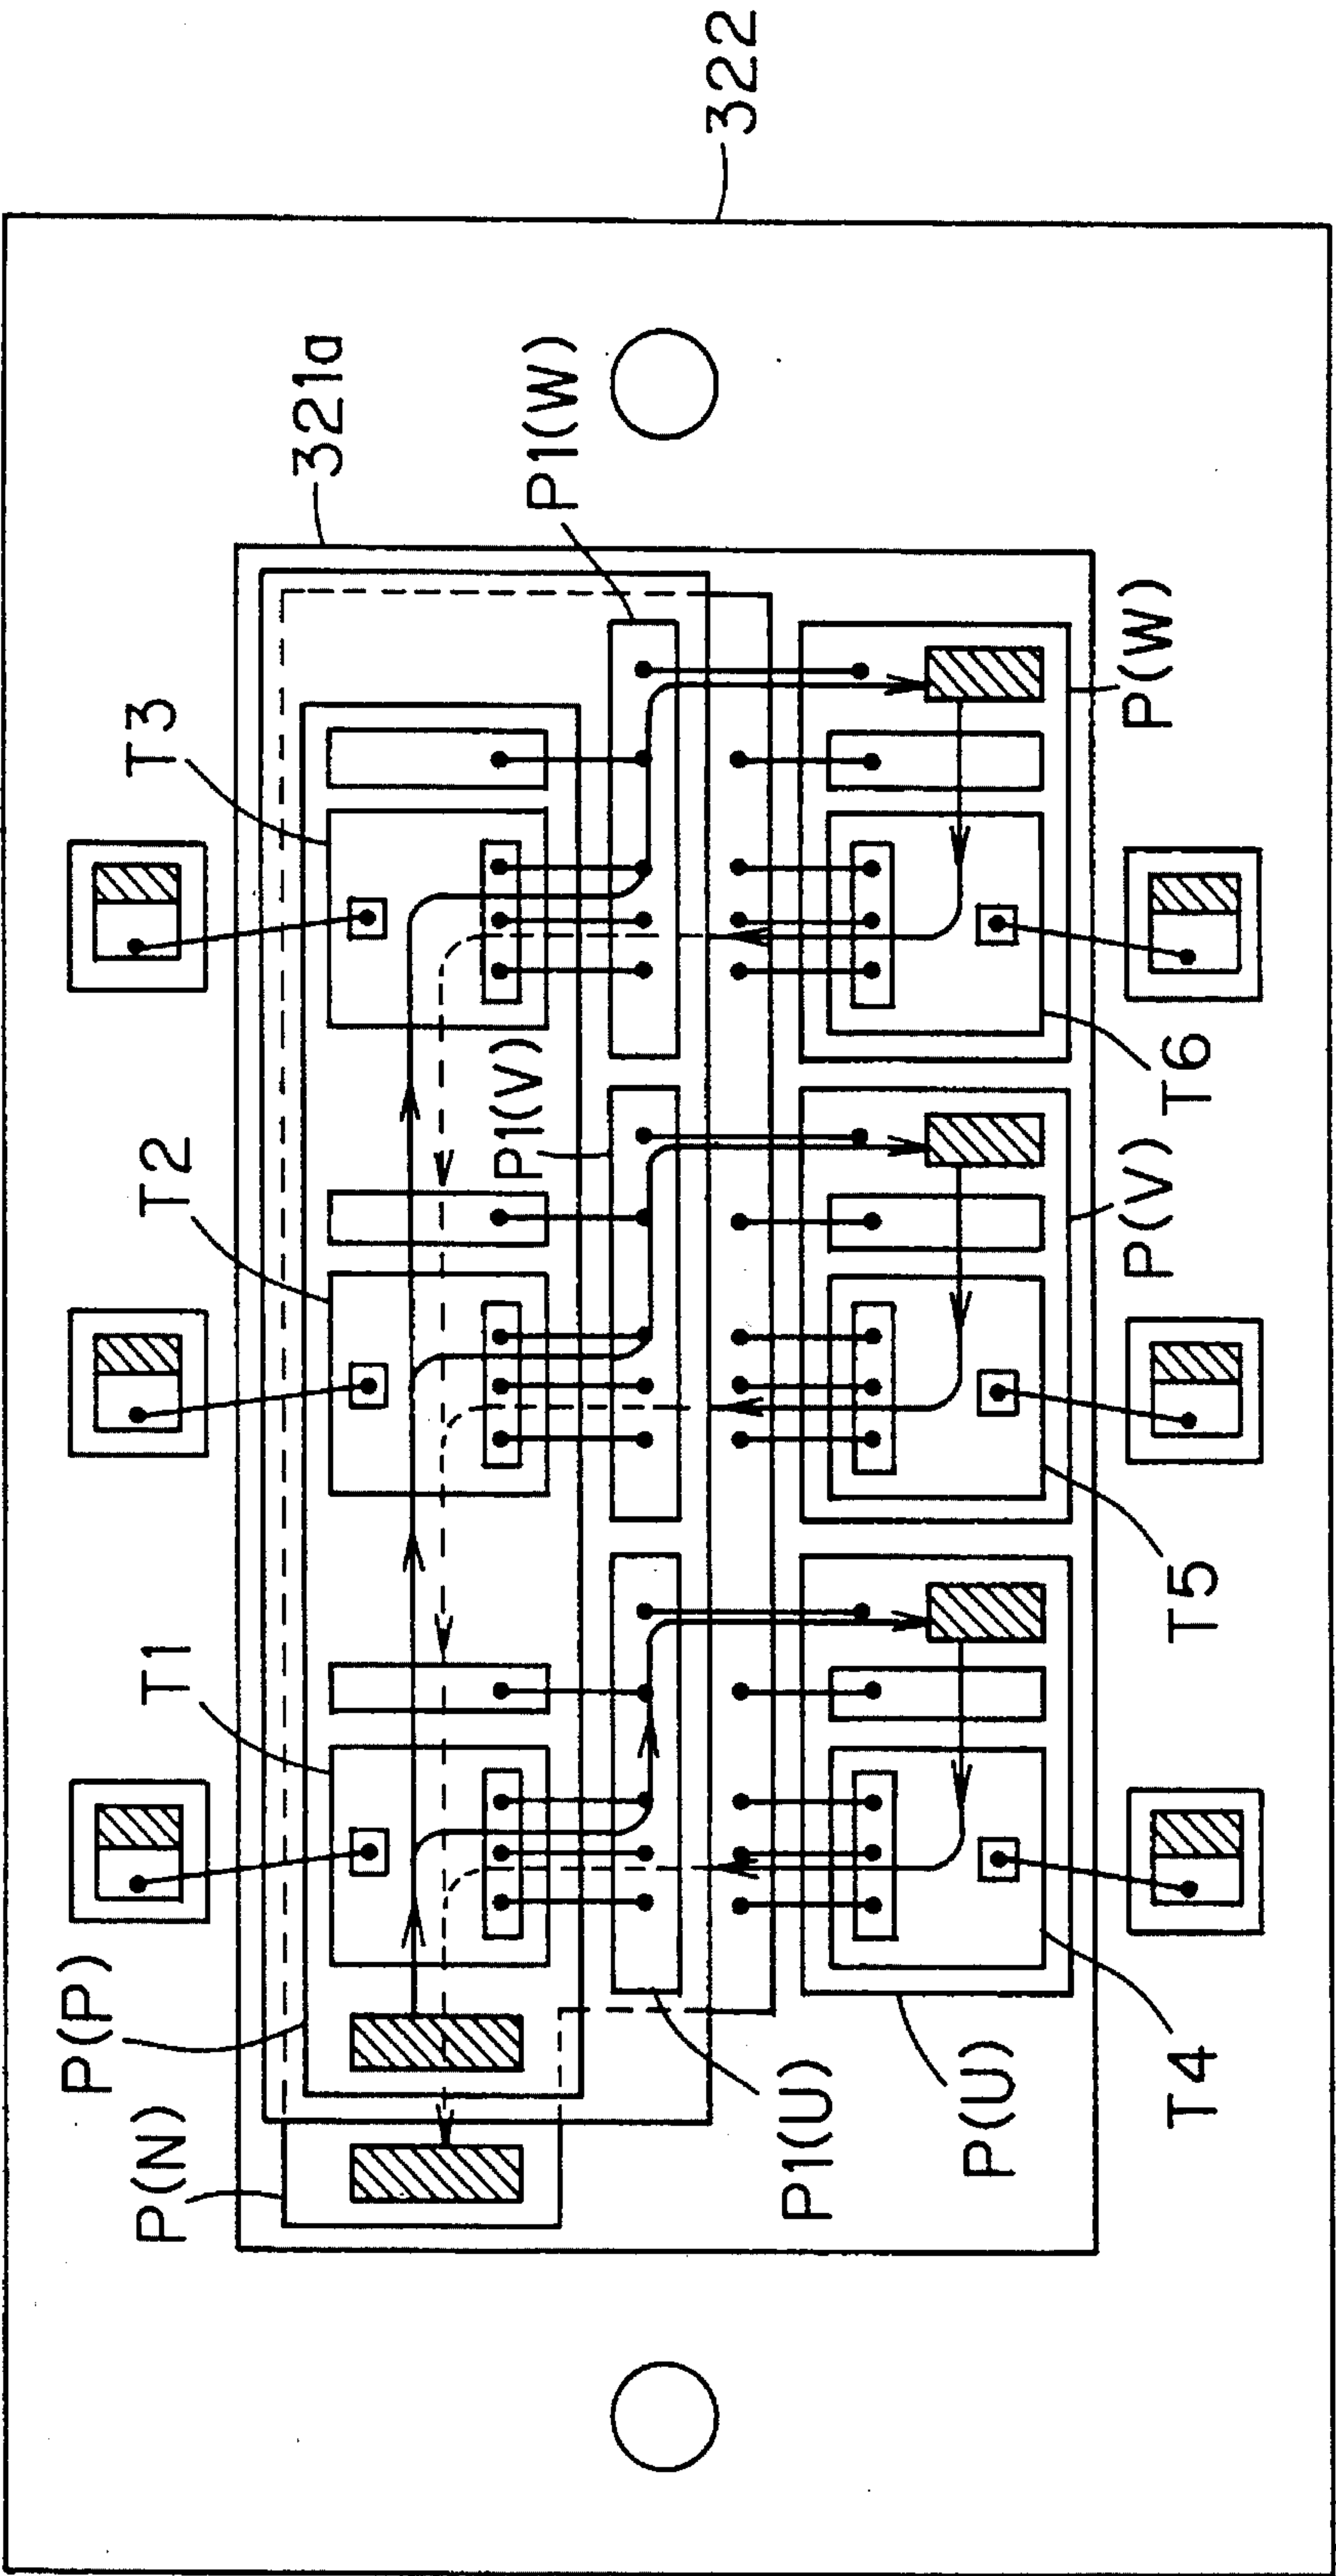 322
321a
P1(W)
T3
P(W)
T6
P1(V)
T2
P(V)
T5
T1
P(P)
P(N)
P1(U)
P(U)
T4